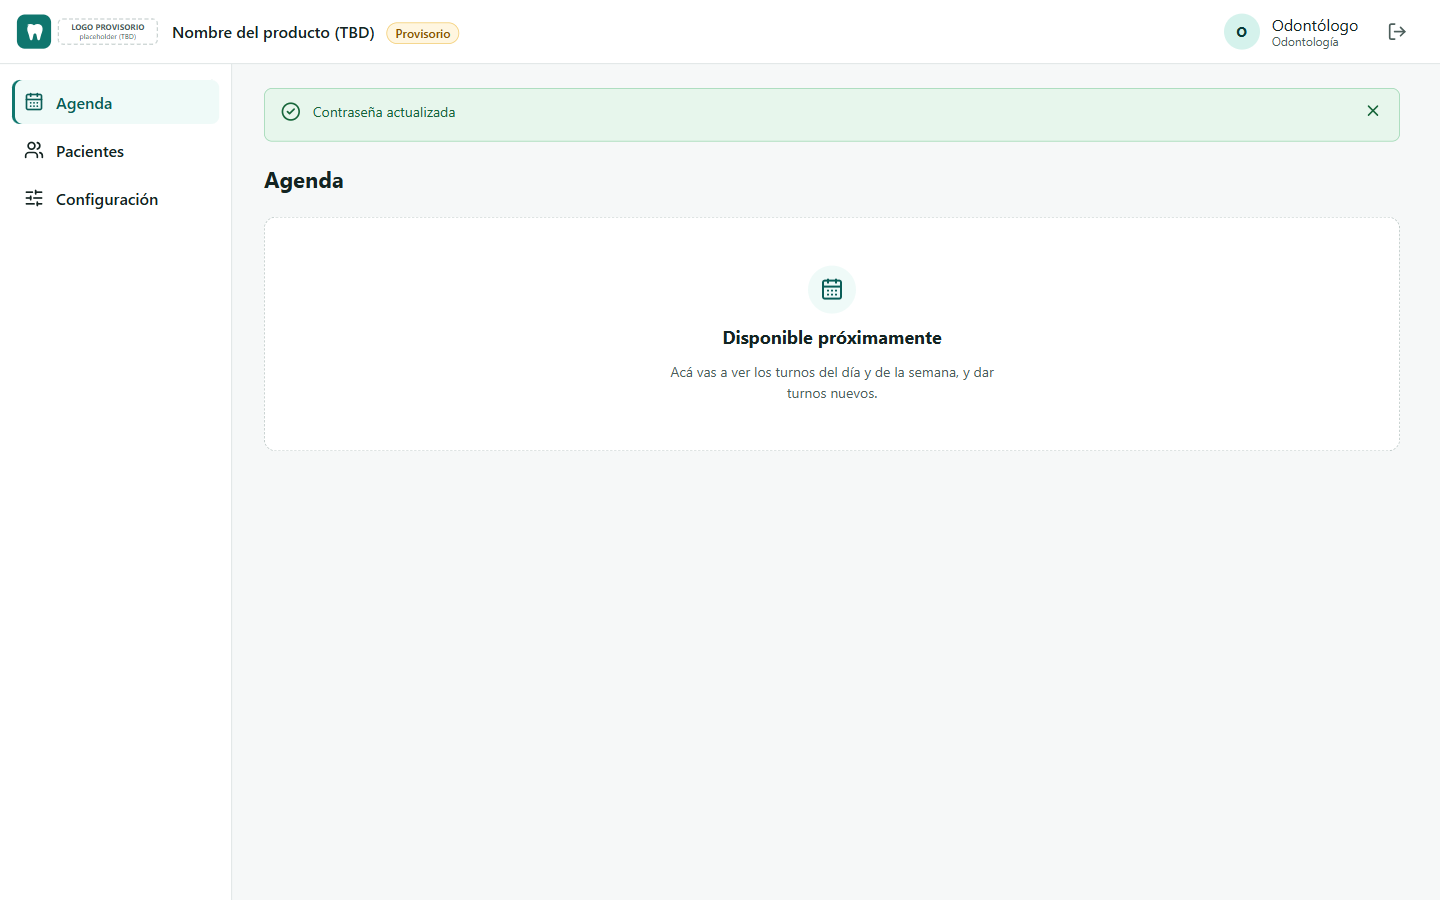 LOGO PROVISORIO
placeholder (TBD)
Nombre del producto (TBD)
Provisorio
O
Odontólogo
Odontología
Agenda
Pacientes
Configuración
Contraseña actualizada
Agenda
Disponible próximamente
Acá vas a ver los turnos del día y de la semana, y dar
turnos nuevos.